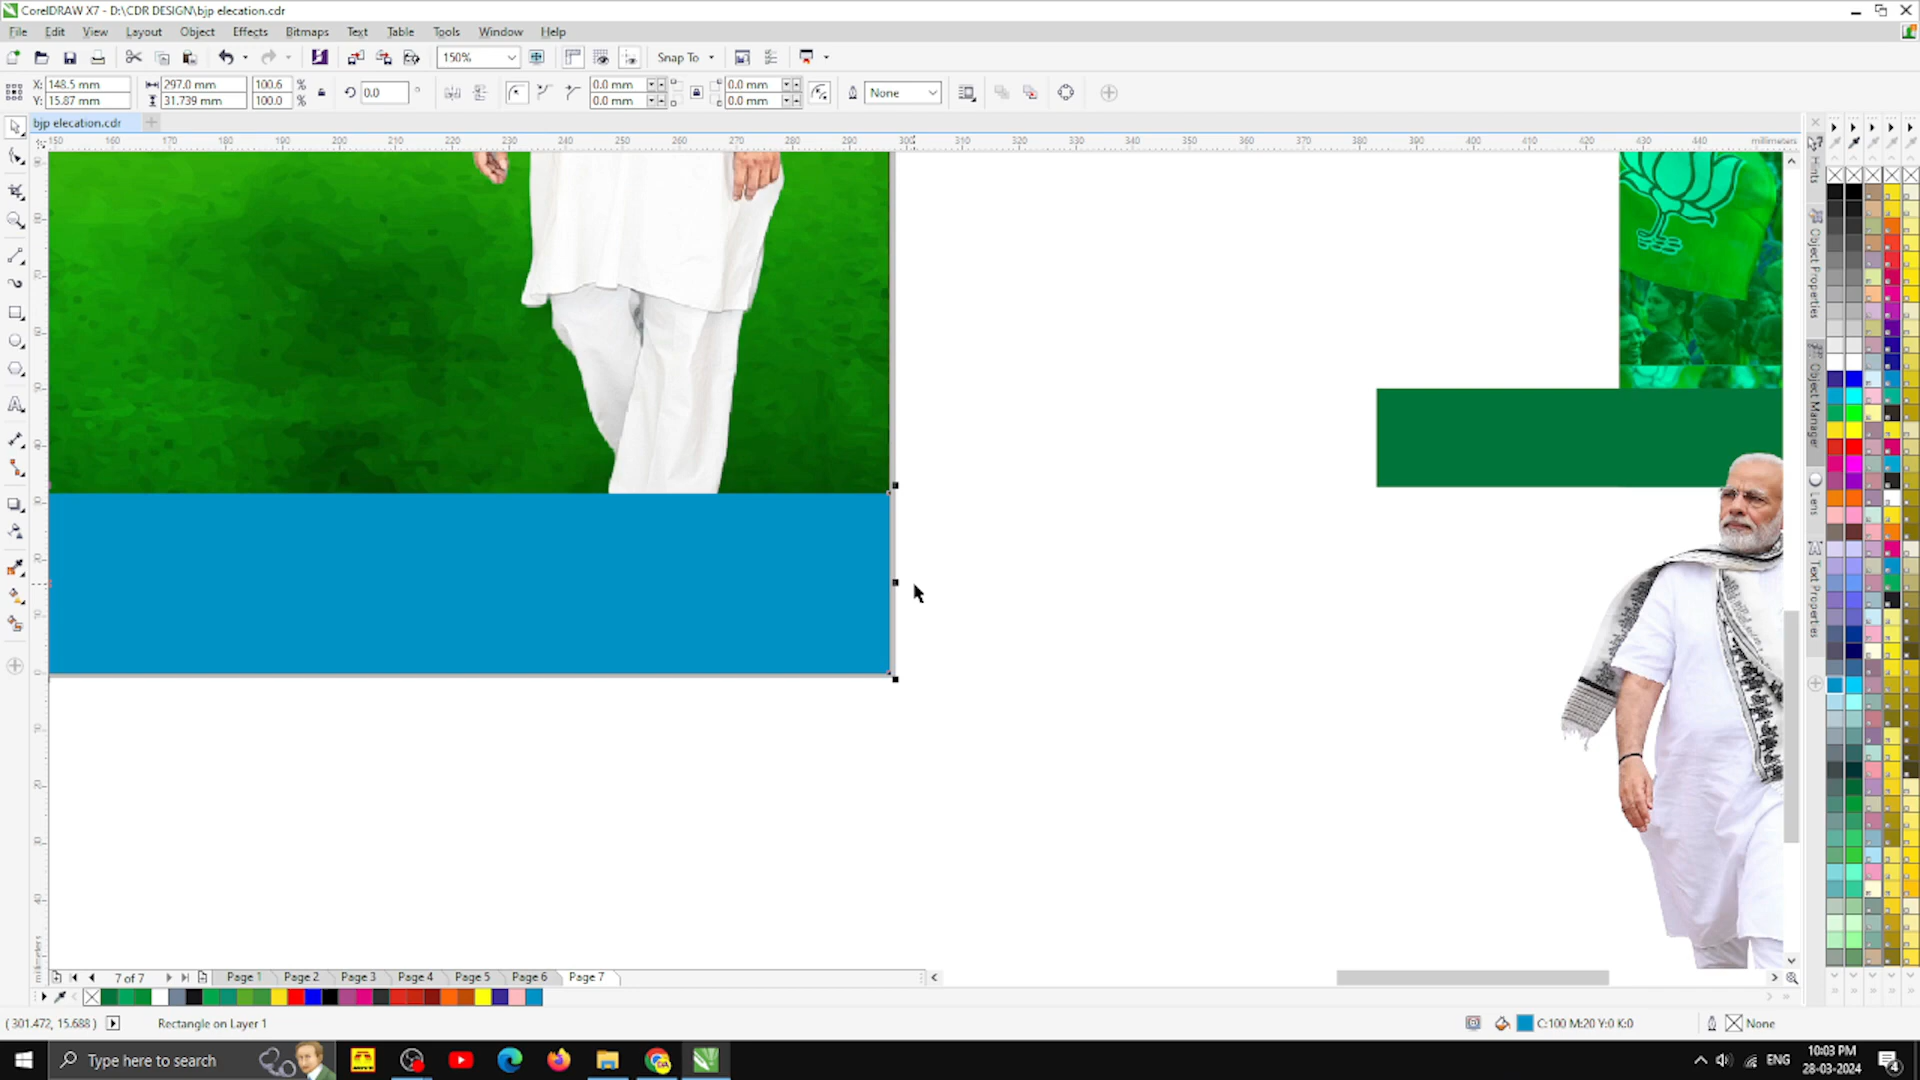 CorelDRAW X7 - D:\CDR DESIGN\bjp elecation.cdr
File Edit View Layout Object Effects Bitmaps Text Table Tools Window Help
150% Snap To
X: 148.5 mm 297.0 mm 100.6 % 0.0 ° 0.0 mm 0.0 mm None
Y: 15.87 mm 31.739 mm 100.0 % 0.0 mm 0.0 mm
bjp elecation.cdr
150 160 170 180 190 200 210 220 230 240 250 260 270 280 290 300 310 320 330 340 350 360 370 380 390 400 410 420 430 440 millimeters
Hints
Object Properties
Object Manager
Lens
Text Properties
millimeters
7 of 7 Page 1 Page 2 Page 3 Page 4 Page 5 Page 6 Page 7
( 301.472, 15.688 ) Rectangle on Layer 1 C:100 M:20 Y:0 K:0 None
Type here to search ENG 10:03 PM
28-03-2024 4